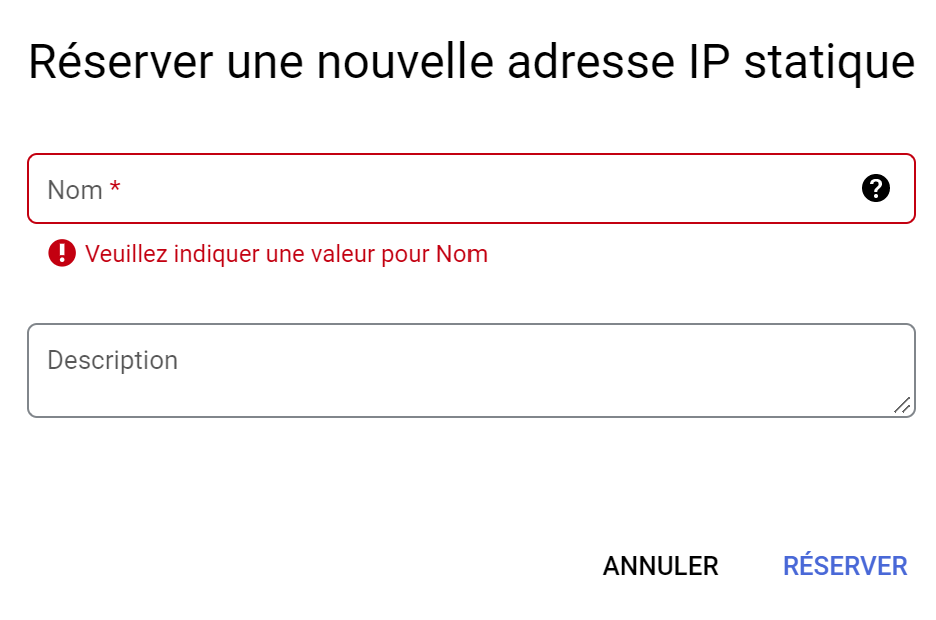 Réserver une nouvelle adresse IP statique
Nom *
Veuillez indiquer une valeur pour Nom
Description
ANNULER RÉSERVER